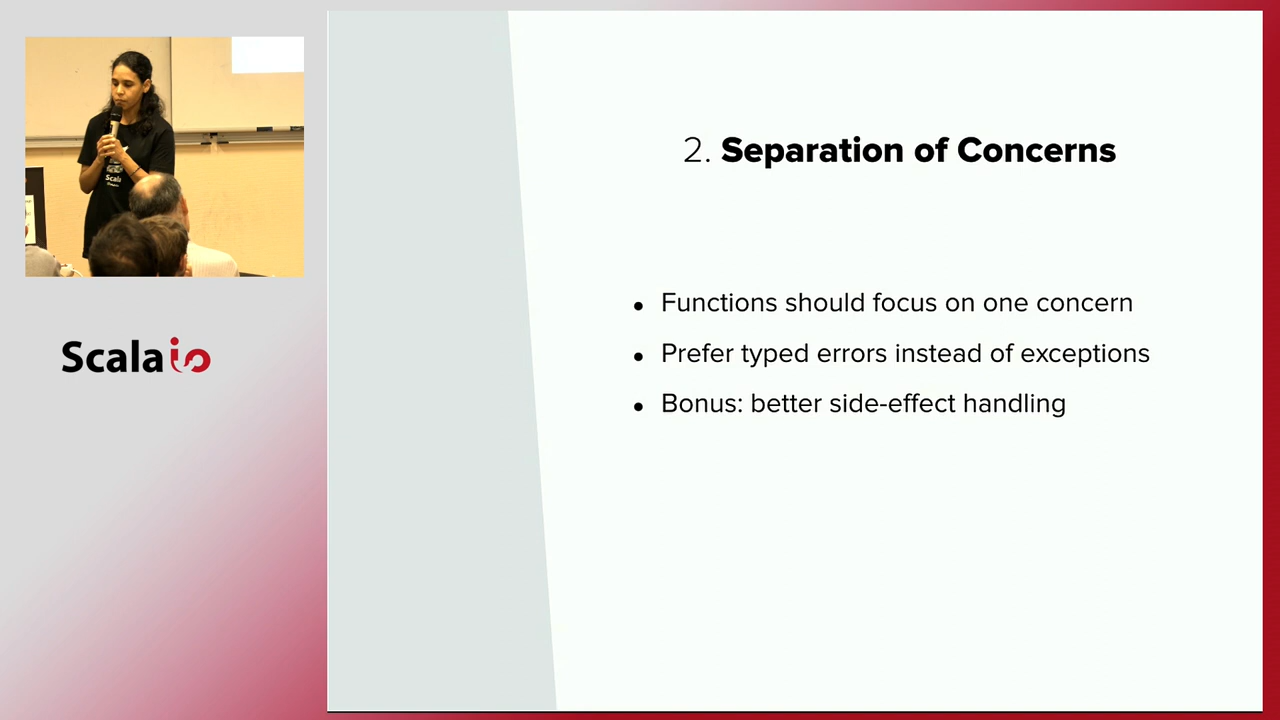 Scala
Scalaio
2. Separation of Concerns
• Functions should focus on one concern
• Prefer typed errors instead of exceptions
• Bonus: better side-effect handling